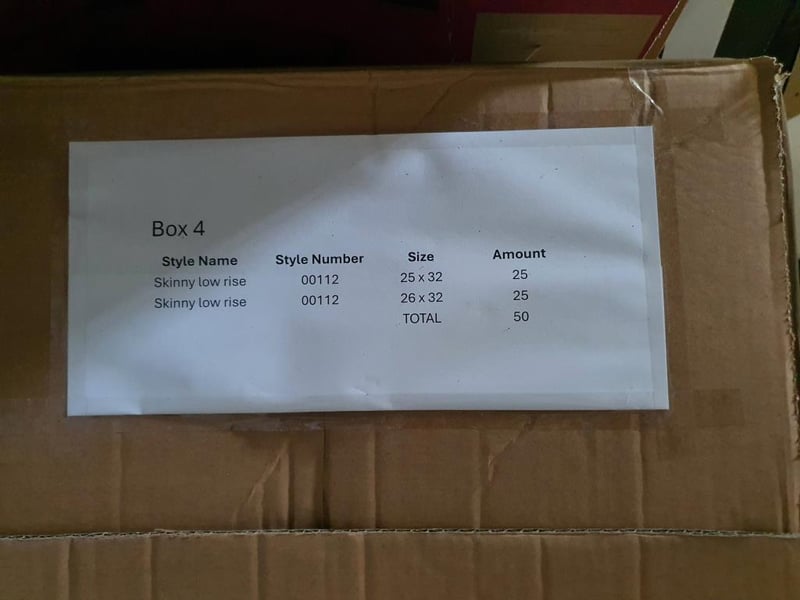 Box 4
Style Name Style Number Size Amount
Skinny low rise 00112 25 x 32 25
Skinny low rise 00112 26 x 32 25
TOTAL 50